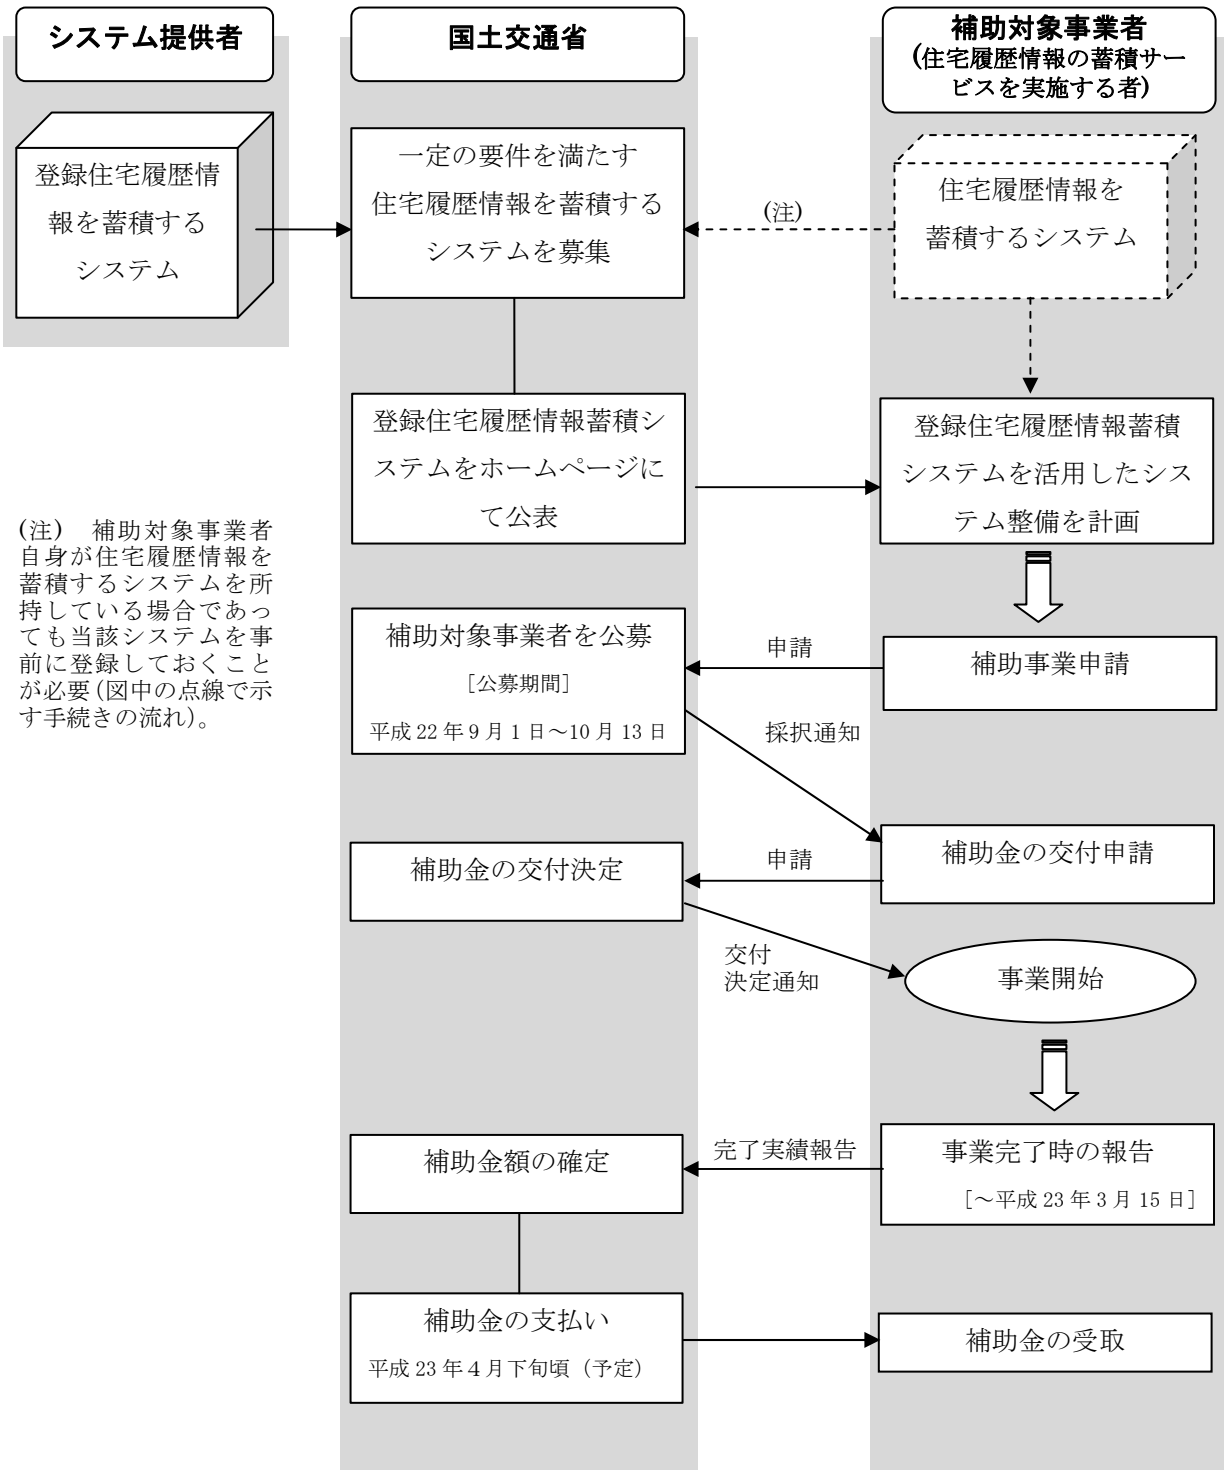 システム提供者
国土交通省
補助対象事業者
(住宅履歴情報の蓄積サー
ビスを実施する者)
登録住宅履歴情
報を蓄積する
システム
一定の要件を満たす
住宅履歴情報を蓄積する
システムを募集
(注)
住宅履歴情報を
蓄積するシステム
登録住宅履歴情報蓄積シ
ステムをホームページに
て公表
登録住宅履歴情報蓄積
システムを活用したシス
テム整備を計画
(注)　補助対象事業者
自身が住宅履歴情報を
蓄積するシステムを所
持している場合であっ
ても当該システムを事
前に登録しておくこと
が必要(図中の点線で示
す手続きの流れ)。
補助対象事業者を公募
[公募期間]
平成 22 年 9 月 1 日～10 月 13 日
申請
補助事業申請
採択通知
補助金の交付決定
申請
補助金の交付申請
交付
決定通知
事業開始
補助金額の確定
完了実績報告
事業完了時の報告
[～平成 23 年 3 月 15 日]
補助金の支払い
平成 23 年 4 月下旬頃（予定）
補助金の受取